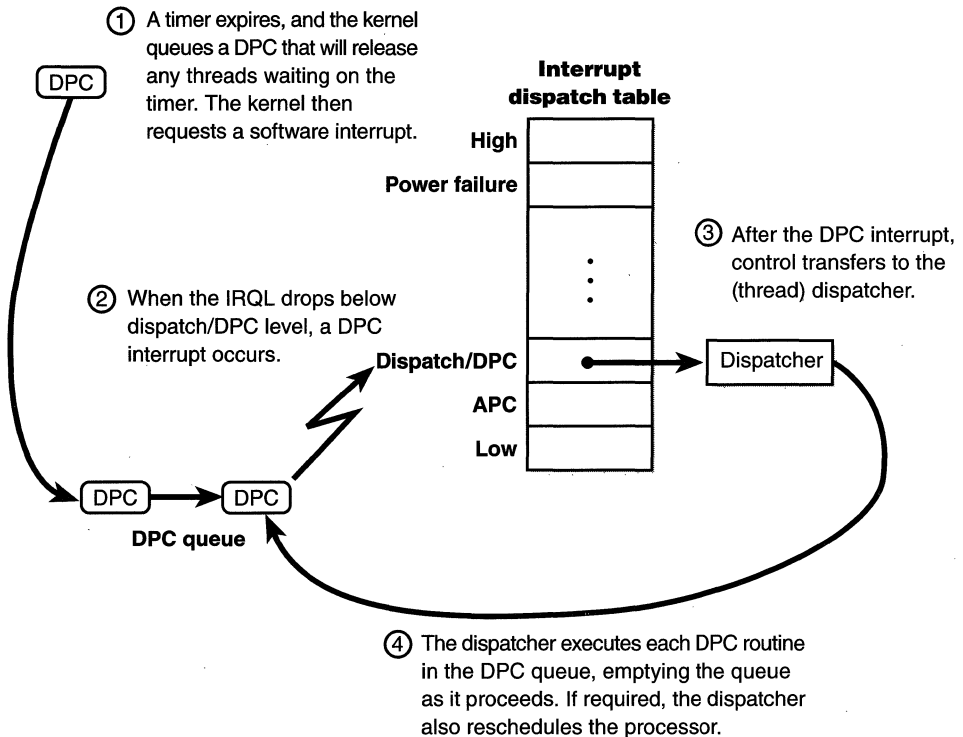 ① A timer expires, and the kernel
queues a DPC that will release
any threads waiting on the
timer. The kernel then
requests a software interrupt.
DPC
Interrupt
dispatch table
High
Power failure
③ After the DPC interrupt,
control transfers to the
(thread) dispatcher.
② When the IRQL drops below
dispatch/DPC level, a DPC
interrupt occurs.
Dispatch/DPC
Dispatcher
APC
Low
DPC
DPC
DPC queue
④ The dispatcher executes each DPC routine
in the DPC queue, emptying the queue
as it proceeds. If required, the dispatcher
also reschedules the processor.